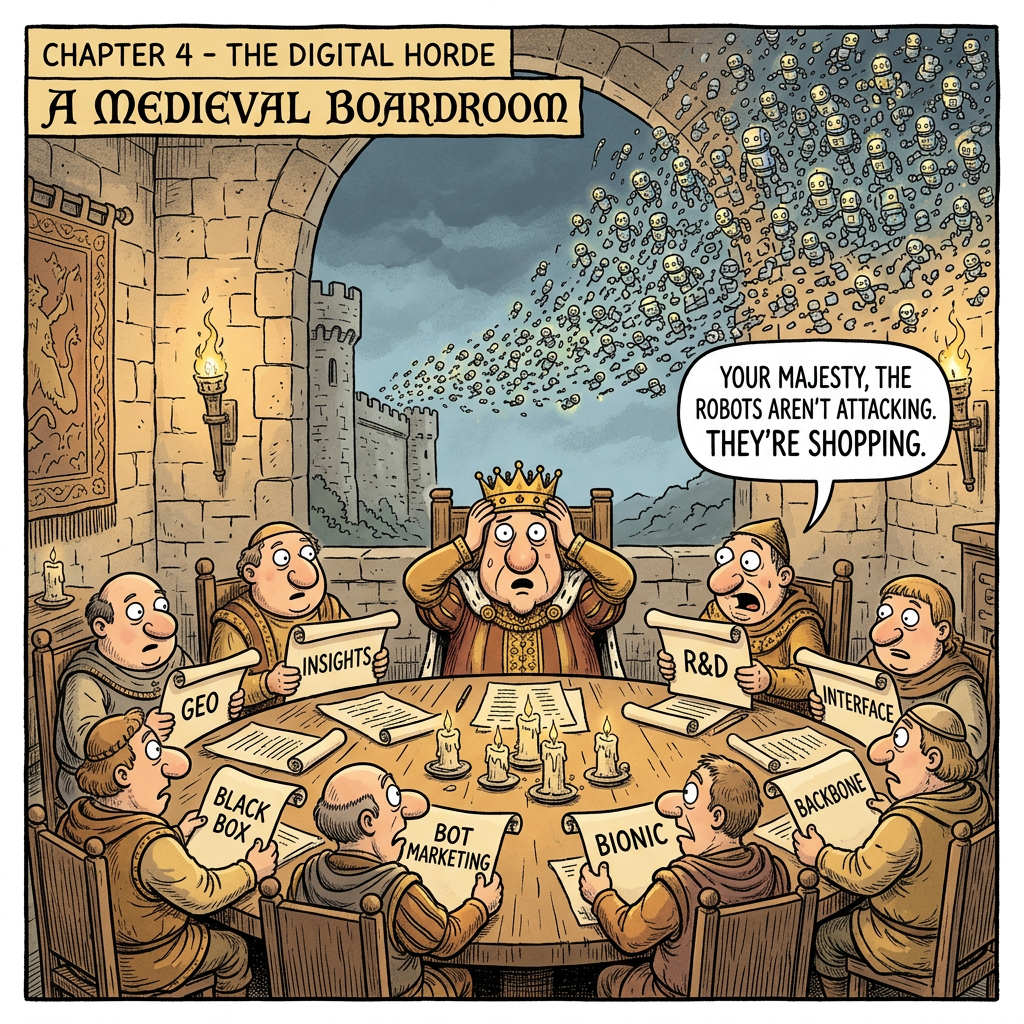 CHAPTER 4 – THE DIGITAL HORDE
A MEDIEVAL BOARDROOM
YOUR MAJESTY, THE
ROBOTS AREN'T ATTACKING.
THEY'RE SHOPPING.
INSIGHTS
R&D
GEO
INTERFACE
BLACK
BOX
BOT
MARKETING
BIONIC
BACKBONE